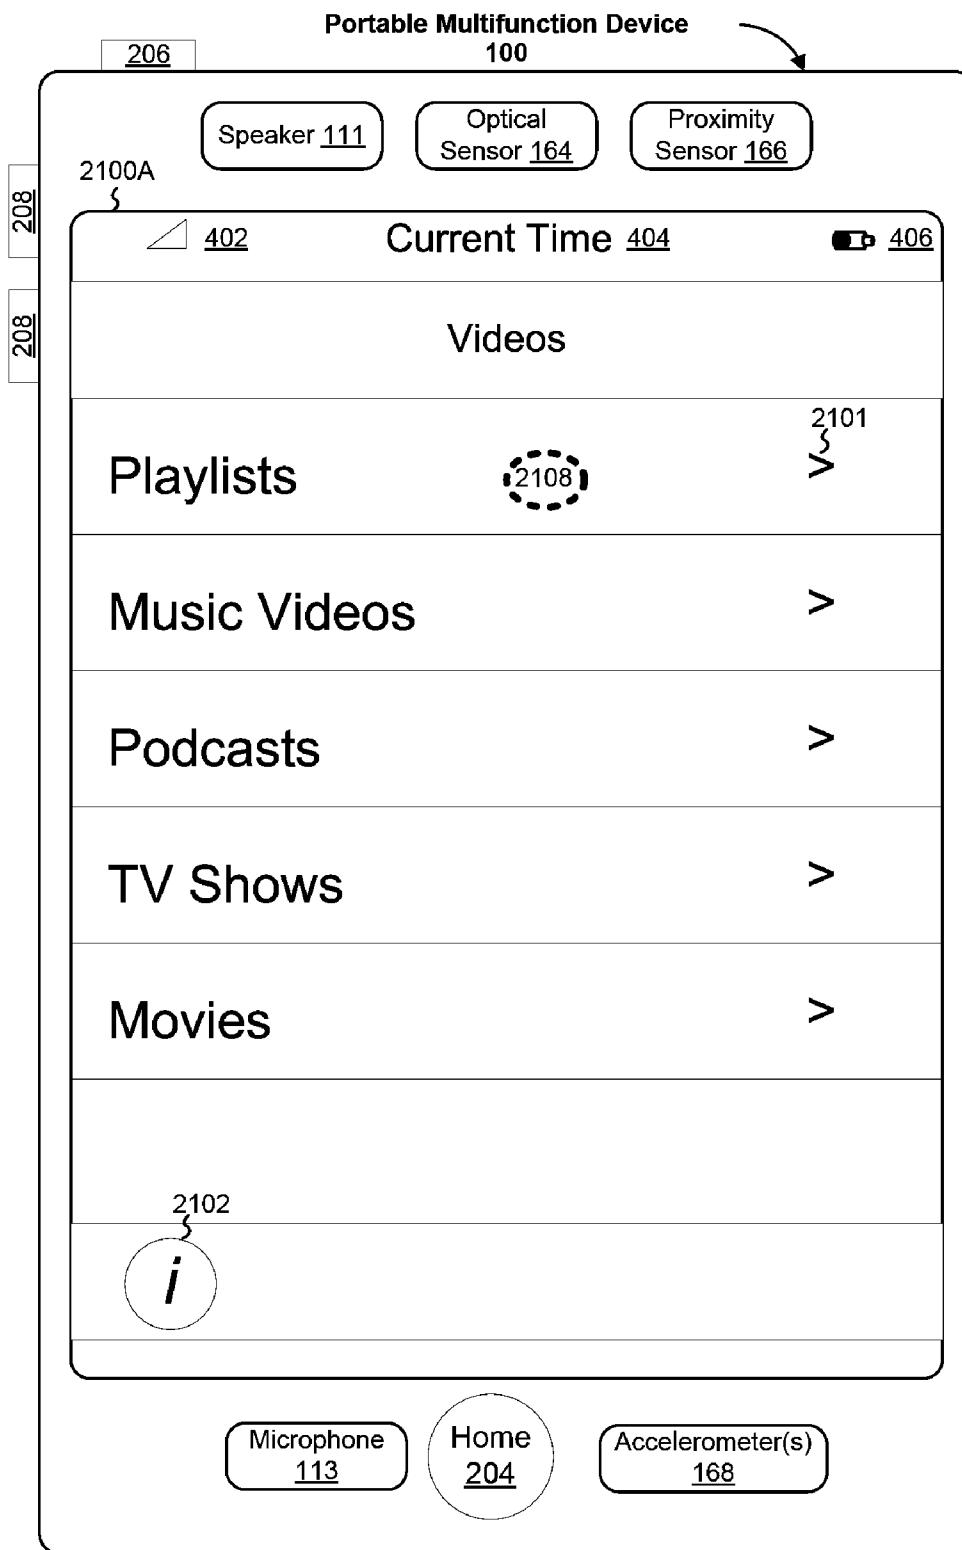 Portable Multifunction Device
100
206
Speaker 111
Optical
Sensor 164
Proximity
Sensor 166
2100A
208
402
Current Time 404
406
208
Videos
2101
Playlists
2108
>
Music Videos
>
Podcasts
>
TV Shows
>
Movies
>
2102
i
Microphone
113
Home
204
Accelerometer(s)
168